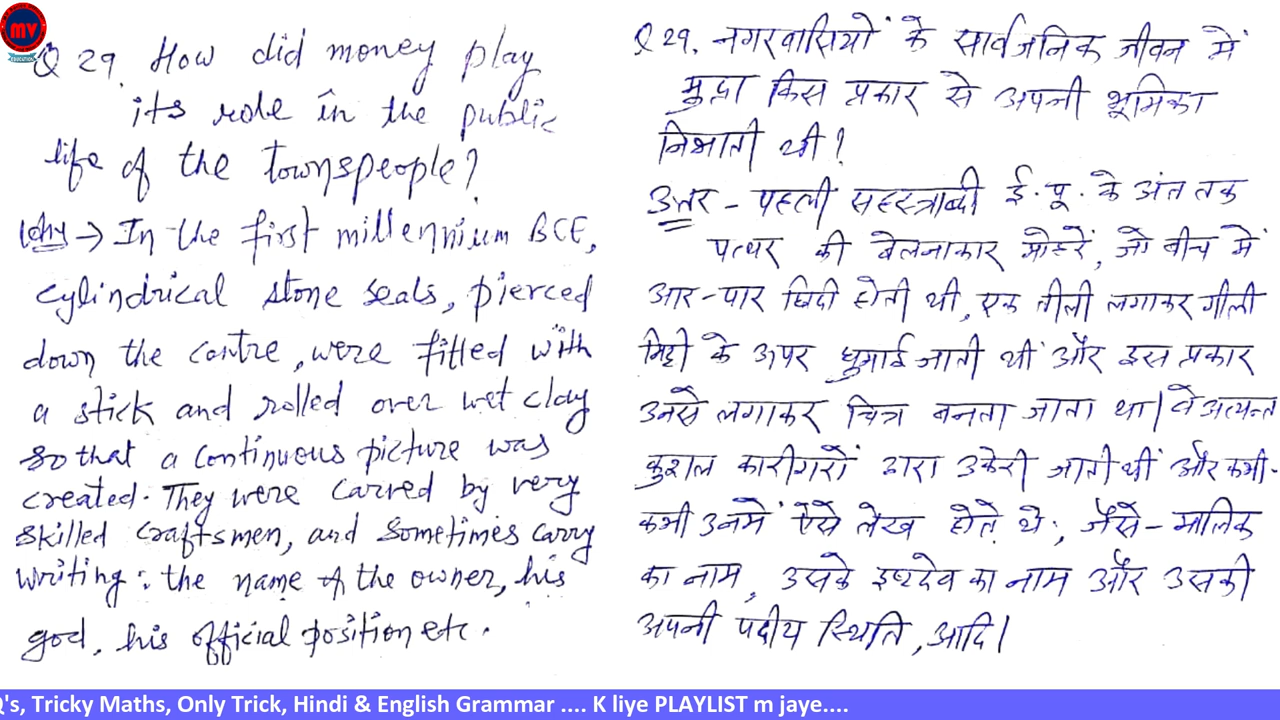 mv
EDUCATION
Q 29. How did money play
its role in the public
life of the townspeople?
Ans → In the first millennium BCE,
cylindrical stone seals, pierced
down the centre, were fitted with
a stick and rolled over wet clay
so that a continuous picture was
created. They were carved by very
skilled craftsmen, and sometimes carry
writing: the name of the owner, his
god, his official position etc.
Q 29. नगरवासियों के सार्वजनिक जीवन में
मुद्रा किस प्रकार से अपनी भूमिका
निभाती थी?
उत्तर - पहली सहस्त्राब्दी ई. पू. के अंत तक
पत्थर की बेलनाकार मोहरें, जो बीच में
आर-पार छिदी होती थी, एक तीली लगाकर गीली
मिट्टी के ऊपर घुमाई जाती थीं और इस प्रकार
उनसे लगाकर चित्र बनता जाता था। वे अत्यन्त
कुशल कारीगरों द्वारा उकेरी जाती थीं और कभी-
कभी उनमें ऐसे लेख होते थे; जैसे - मालिक
का नाम, उसके इष्टदेव का नाम और उसकी
अपनी पदीय स्थिति, आदि।
Q's, Tricky Maths, Only Trick, Hindi & English Grammar .... K liye PLAYLIST m jaye....